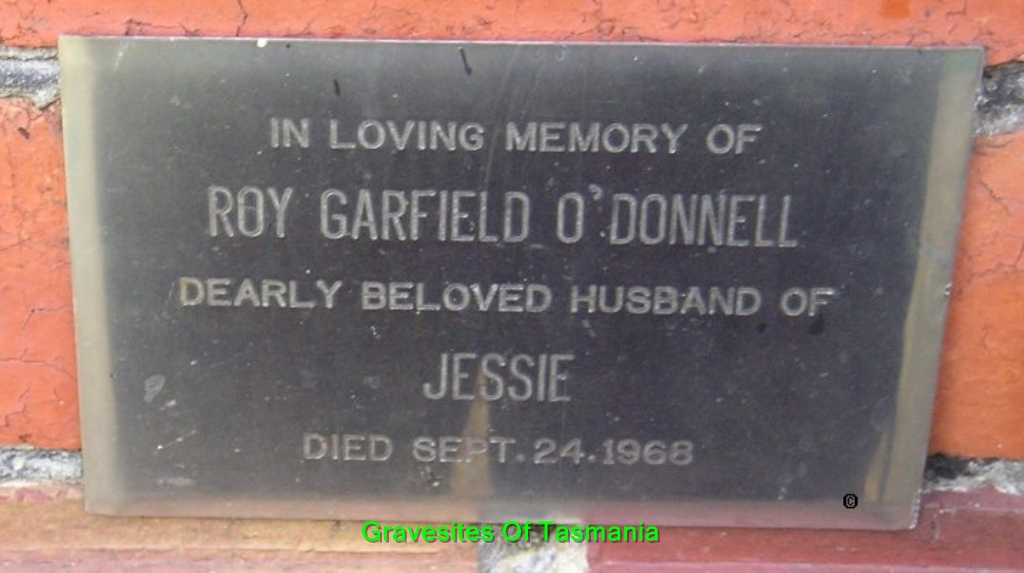 IN LOVING MEMORY OF
ROY GARFIELD O'DONNELL
DEARLY BELOVED HUSBAND OF
JESSIE
DIED SEPT. 24. 1968
©
Gravesites Of Tasmania